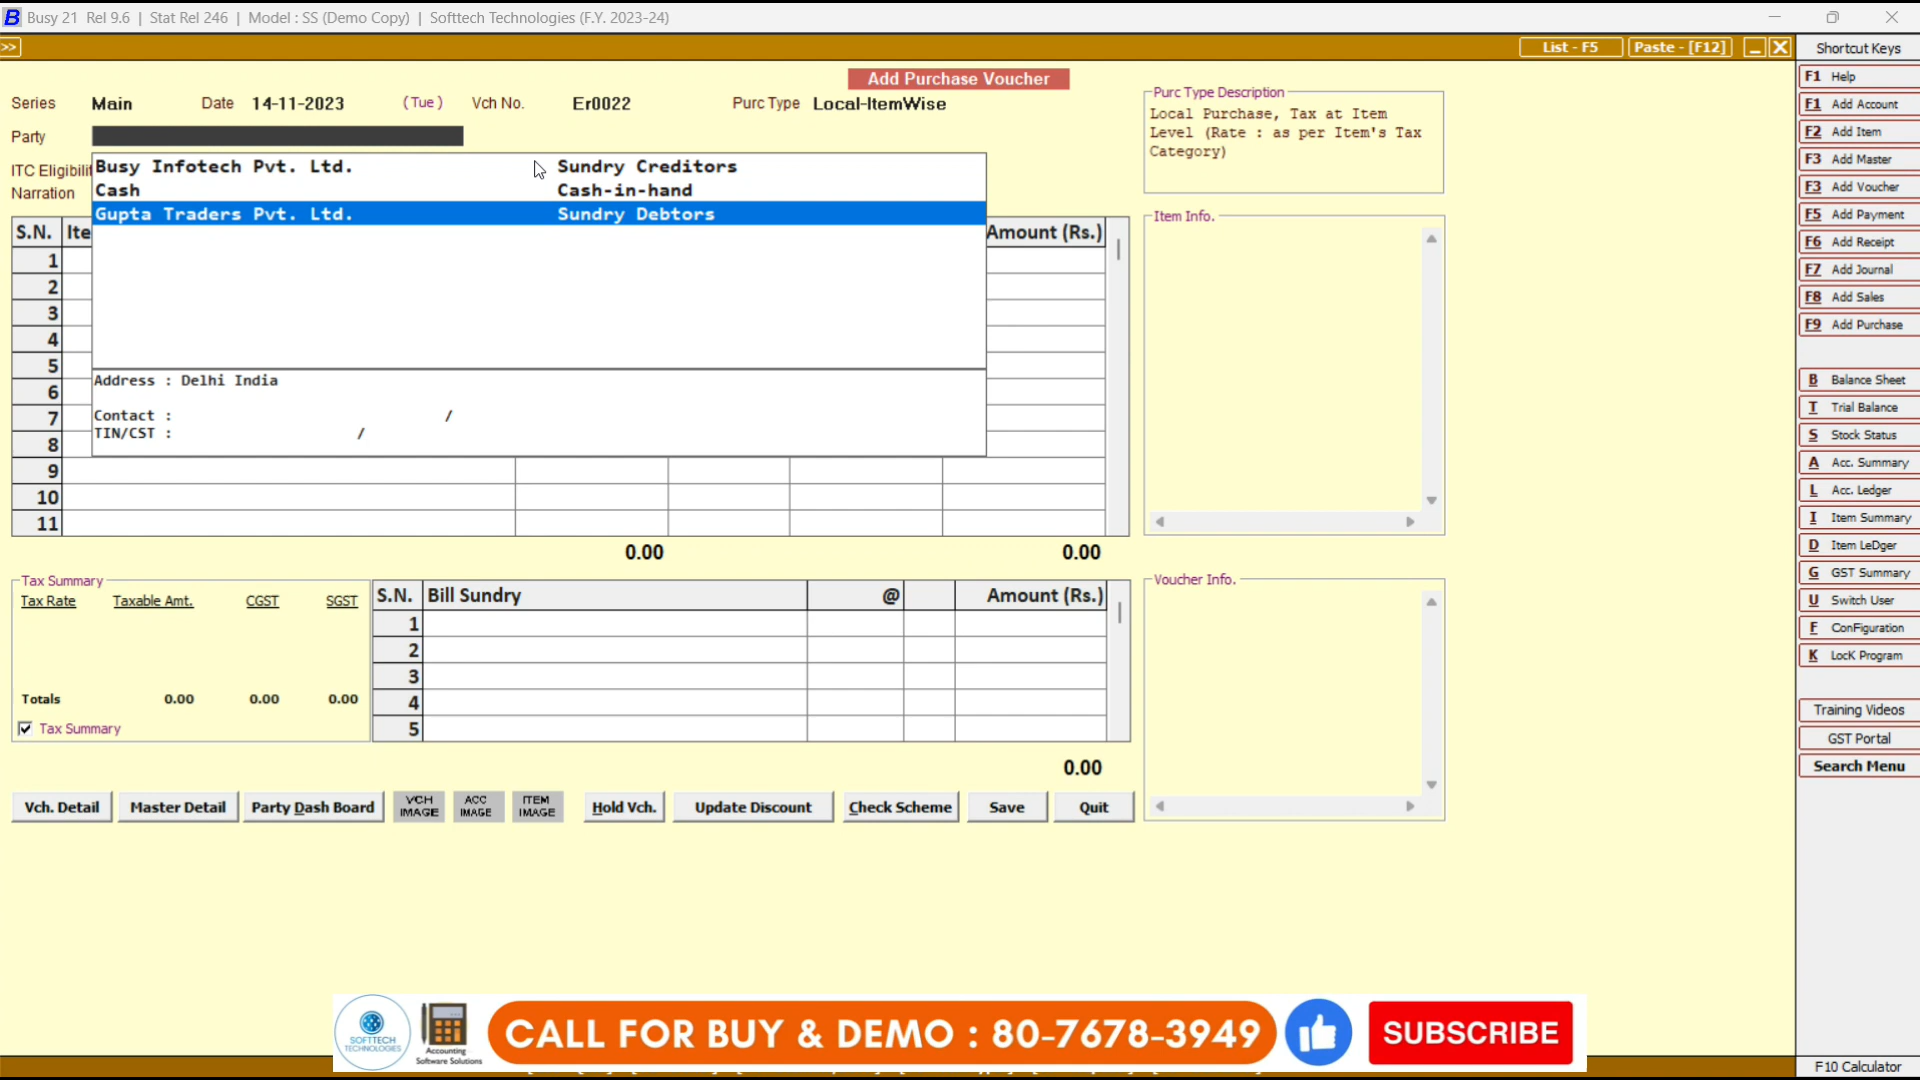 Busy 21 Rel 9.6 | Stat Rel 246 | Model : SS (Demo Copy) | Softtech Technologies (F.Y. 2023-24)
>> List - F5 Paste - [F12] Shortcut Keys
Add Purchase Voucher
Series Main Date 14-11-2023 (Tue) Vch No. Er0022 Purc Type Local-ItemWise
Party
ITC Eligibili
Narration
Busy Infotech Pvt. Ltd. Sundry Creditors
Cash Cash-in-hand
Gupta Traders Pvt. Ltd. Sundry Debtors
Address : Delhi India
Contact : /
TIN/CST : /
Purc Type Description
Local Purchase, Tax at Item
Level (Rate : as per Item's Tax
Category)
S.N. Ite Amount (Rs.)
1
2
3
4
5
6
7
8
9
10
11
0.00 0.00
Item Info.
Tax Summary
Tax Rate Taxable Amt. CGST SGST
Totals 0.00 0.00 0.00
Tax Summary
S.N. Bill Sundry @ Amount (Rs.)
1
2
3
4
5
0.00
Voucher Info.
Vch. Detail Master Detail Party Dash Board VCH IMAGE ACC IMAGE ITEM IMAGE Hold Vch. Update Discount Check Scheme Save Quit
F1 Help
F1 Add Account
F2 Add Item
F3 Add Master
F3 Add Voucher
F5 Add Payment
F6 Add Receipt
F7 Add Journal
F8 Add Sales
F9 Add Purchase
B Balance Sheet
T Trial Balance
S Stock Status
A Acc. Summary
L Acc. Ledger
I Item Summary
D Item LeDger
G GST Summary
U Switch User
F ConFiguration
K LocK Program
Training Videos
GST Portal
Search Menu
SOFTTECH
TECHNOLOGIES
Accounting
Software Solutions
CALL FOR BUY & DEMO : 80-7678-3949
SUBSCRIBE
F10 Calculator